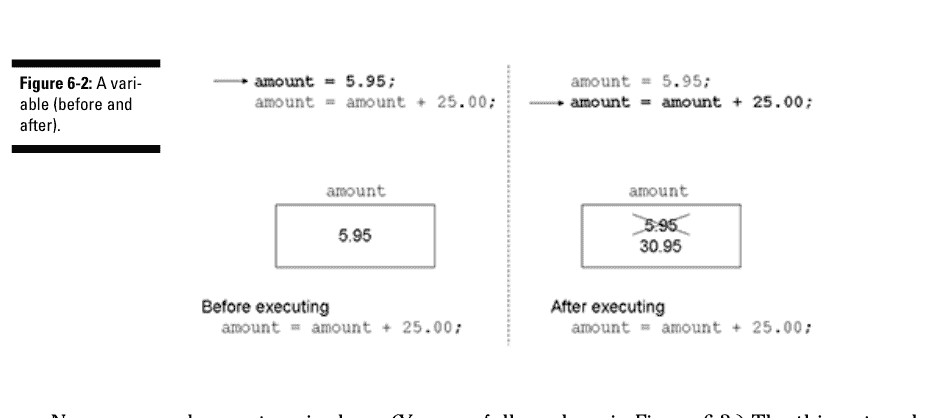 Figure 6-2: A vari-
able (before and
after).
amount = 5.95;
amount = amount + 25.00;
amount
5.95
Before executing
amount = amount + 25.00;
amount = 5.95;
amount = amount + 25.00;
amount
5.95
30.95
After executing
amount = amount + 25.00;